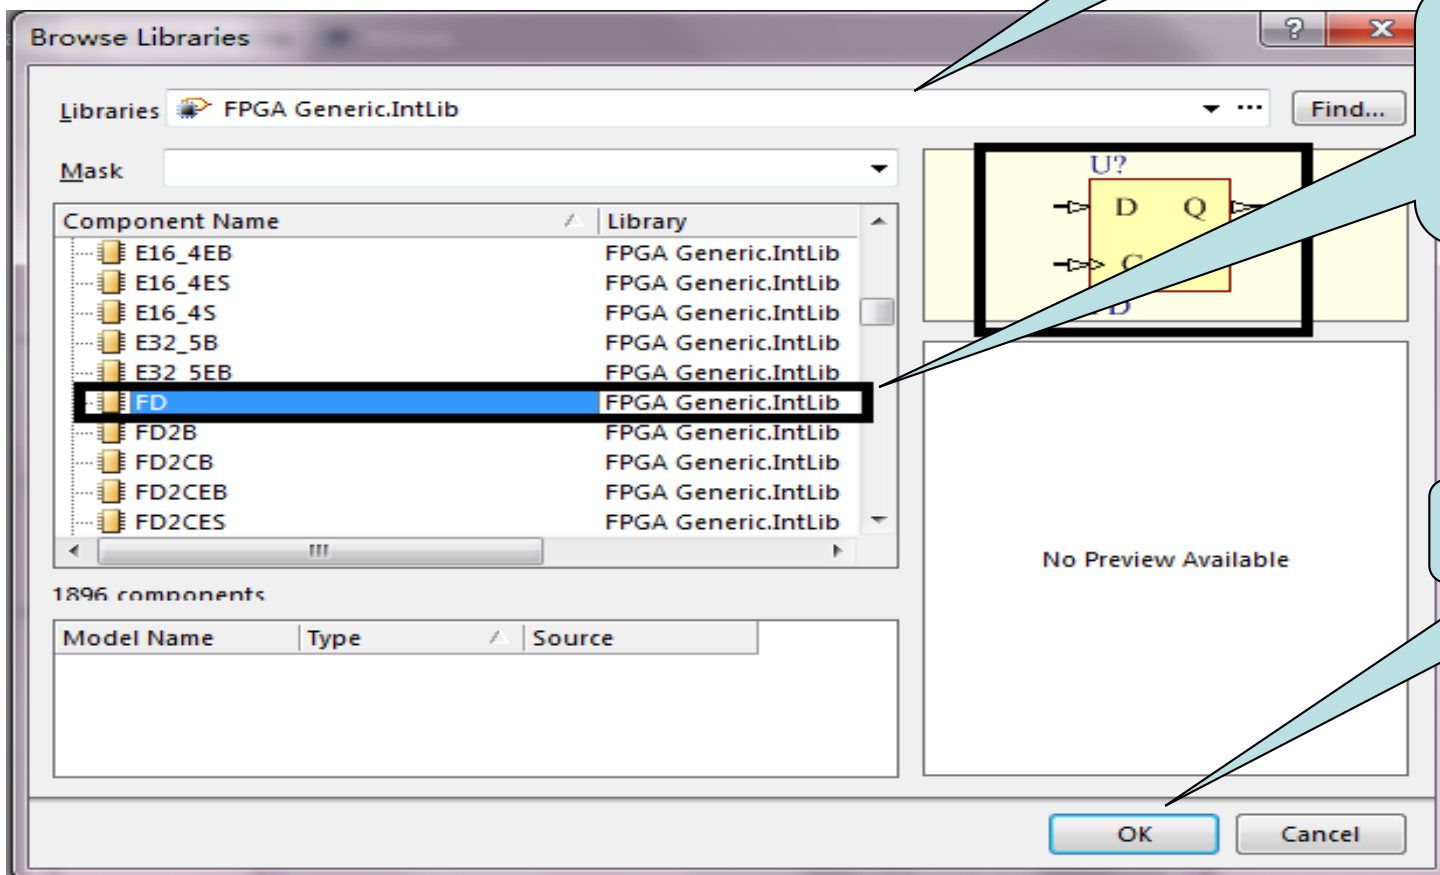 Browse Libraries
?
Libraries FPGA Generic.IntLib ... Find...
Mask
Component Name Library
E16_4EB FPGA Generic.IntLib
E16_4ES FPGA Generic.IntLib
E16_4S FPGA Generic.IntLib
E32_5B FPGA Generic.IntLib
E32_5EB FPGA Generic.IntLib
FD FPGA Generic.IntLib
FD2B FPGA Generic.IntLib
FD2CB FPGA Generic.IntLib
FD2CEB FPGA Generic.IntLib
FD2CES FPGA Generic.IntLib
1896 components
Model Name Type Source
U?
D Q
C
D
No Preview Available
OK Cancel